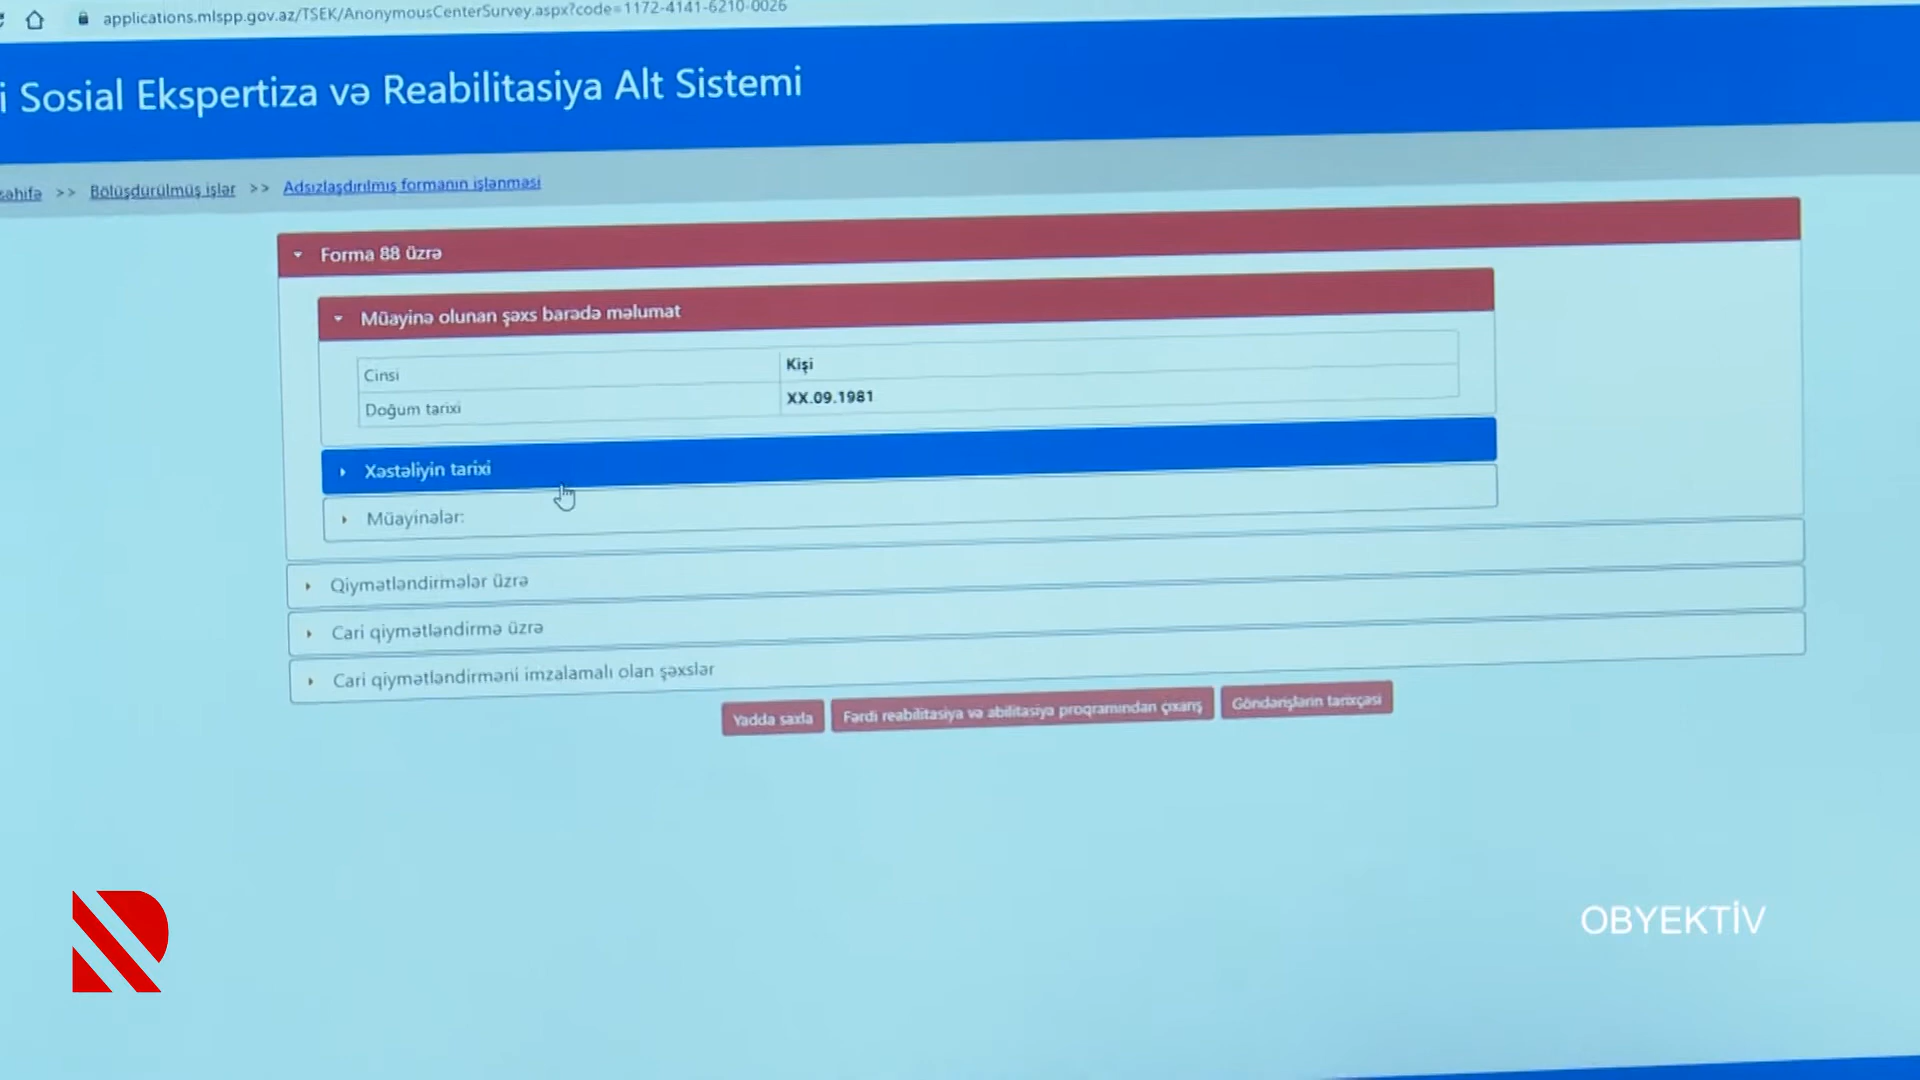 applications.mlspp.gov.az/TSEK/AnonymousCenterSurvey.aspx?code=1172-4141-6210-0026
i Sosial Ekspertiza və Reabilitasiya Alt Sistemi
səhifə >> Bölüşdürülmüş işlər >> Adsızlaşdırılmış formanın işlənməsi
Forma 88 üzrə
Müayinə olunan şəxs barədə məlumat
Cinsi Kişi
Doğum tarixi XX.09.1981
Xəstəliyin tarixi
Müayinələr:
Qiymətləndirmələr üzrə
Cari qiymətləndirmə üzrə
Cari qiymətləndirməni imzalamalı olan şəxslər
Yadda saxla Fərdi reabilitasiya və abilitasiya proqramından çıxarış Göndərişlərin tarixçəsi
OBYEKTİV